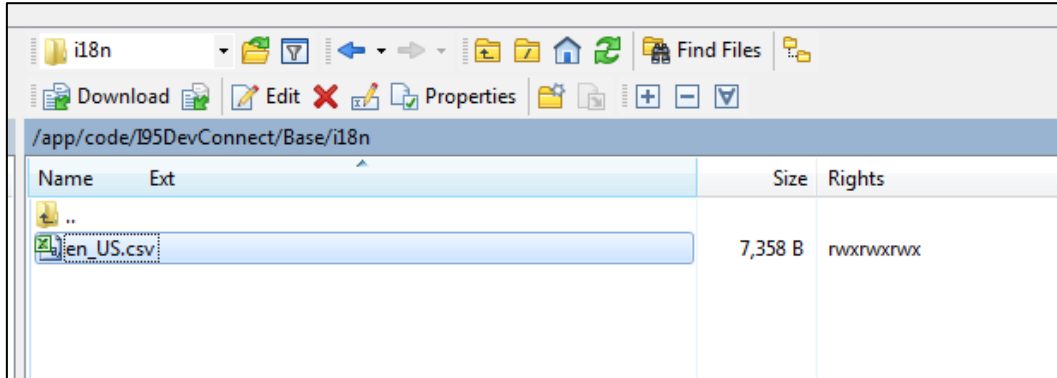 i18n Find Files
Download Edit Properties
/app/code/I95DevConnect/Base/i18n
Name Ext Size Rights
..
en_US.csv 7,358 B rwxrwxrwx